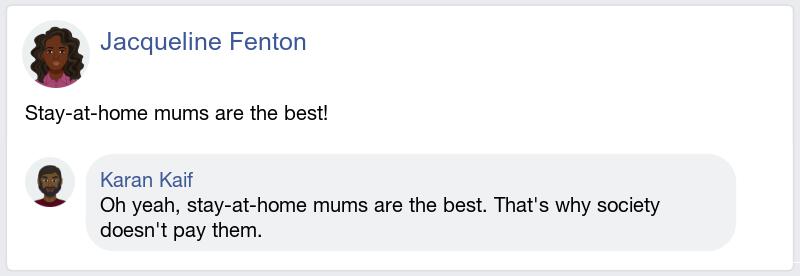 Jacqueline Fenton
Stay-at-home mums are the best!
Karan Kaif
Oh yeah, stay-at-home mums are the best. That's why society
doesn't pay them.